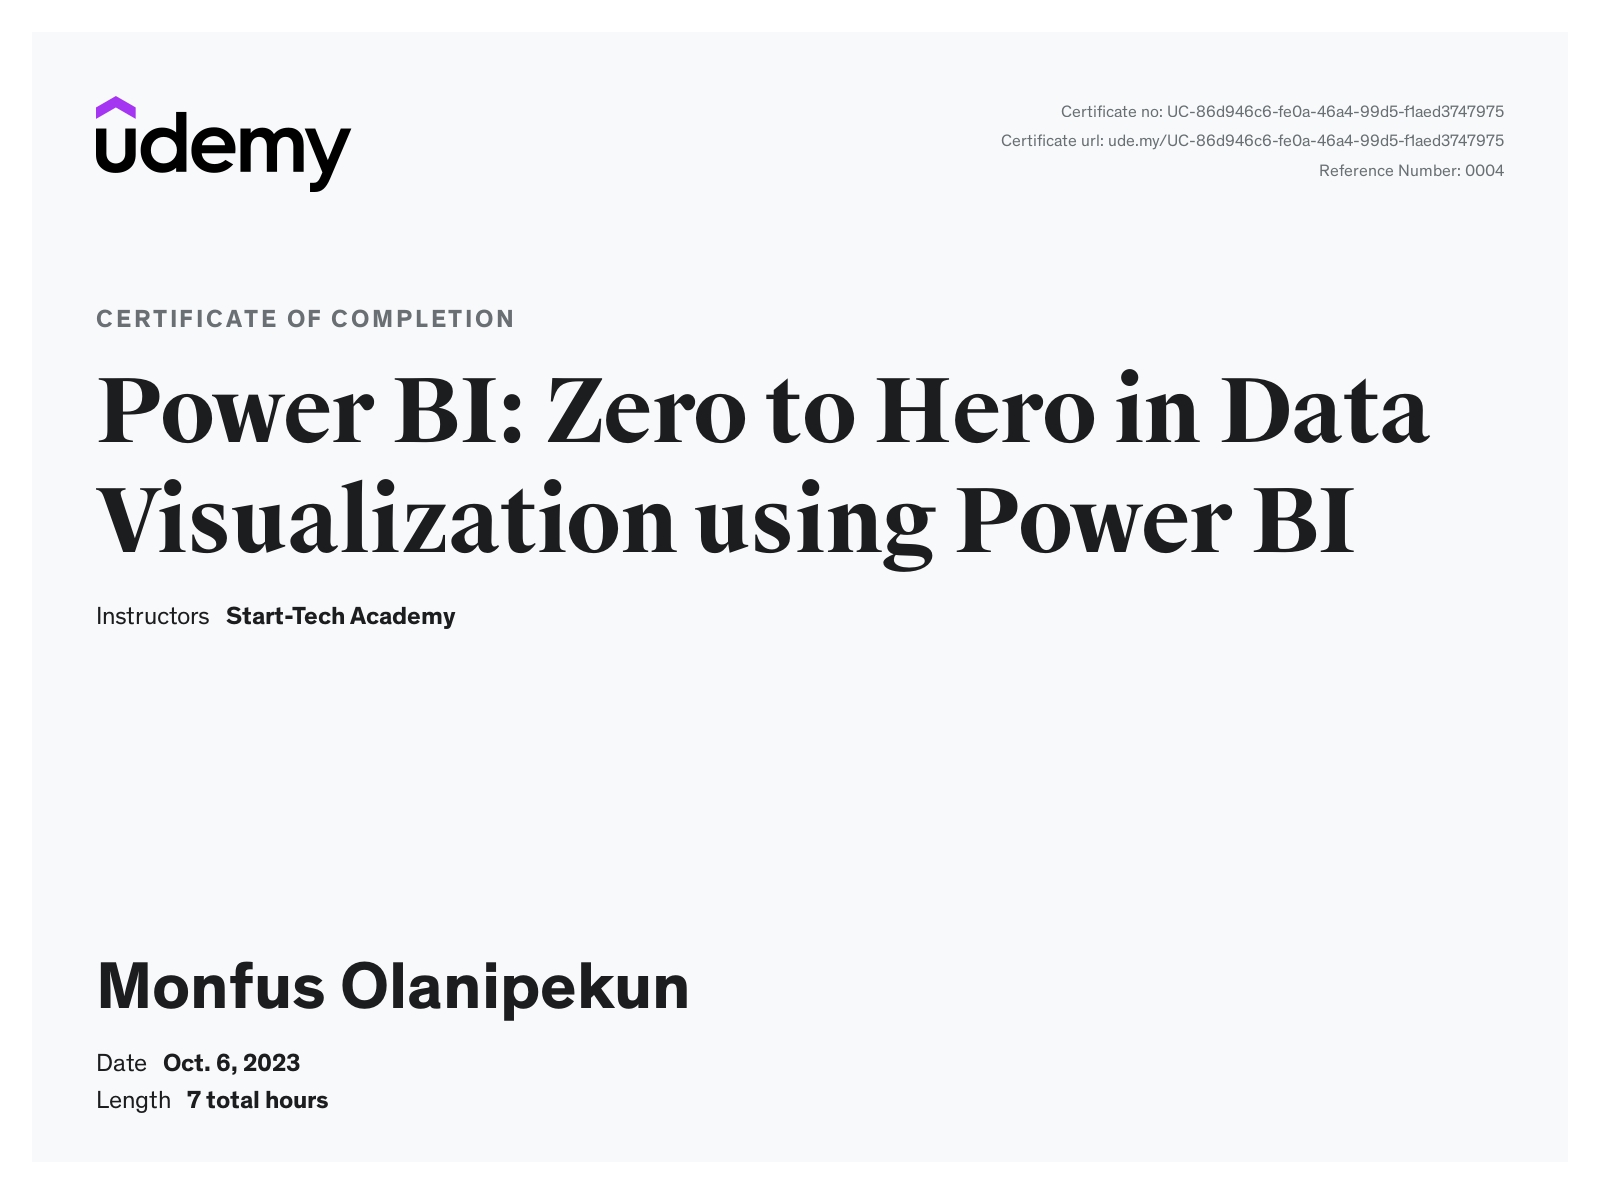 udemy
Certificate no: UC-86d946c6-fe0a-46a4-99d5-f1aed3747975
Certificate url: ude.my/UC-86d946c6-fe0a-46a4-99d5-f1aed3747975
Reference Number: 0004
CERTIFICATE OF COMPLETION
Power BI: Zero to Hero in Data
Visualization using Power BI
Instructors Start-Tech Academy
Monfus Olanipekun
Date Oct. 6, 2023
Length 7 total hours